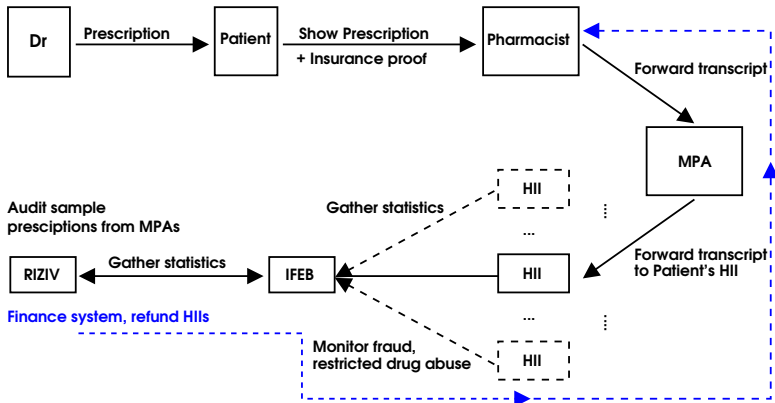 Dr
Prescription
Patient
Show Prescription
+ Insurance proof
Pharmacist
Forward transcript
MPA
HII
...
Gather statistics
Audit sample
presciptions from MPAs
Forward transcript
to Patient's HII
RIZIV
Gather statistics
IFEB
HII
...
Finance system, refund HIIs
Monitor fraud,
restricted drug abuse
HII